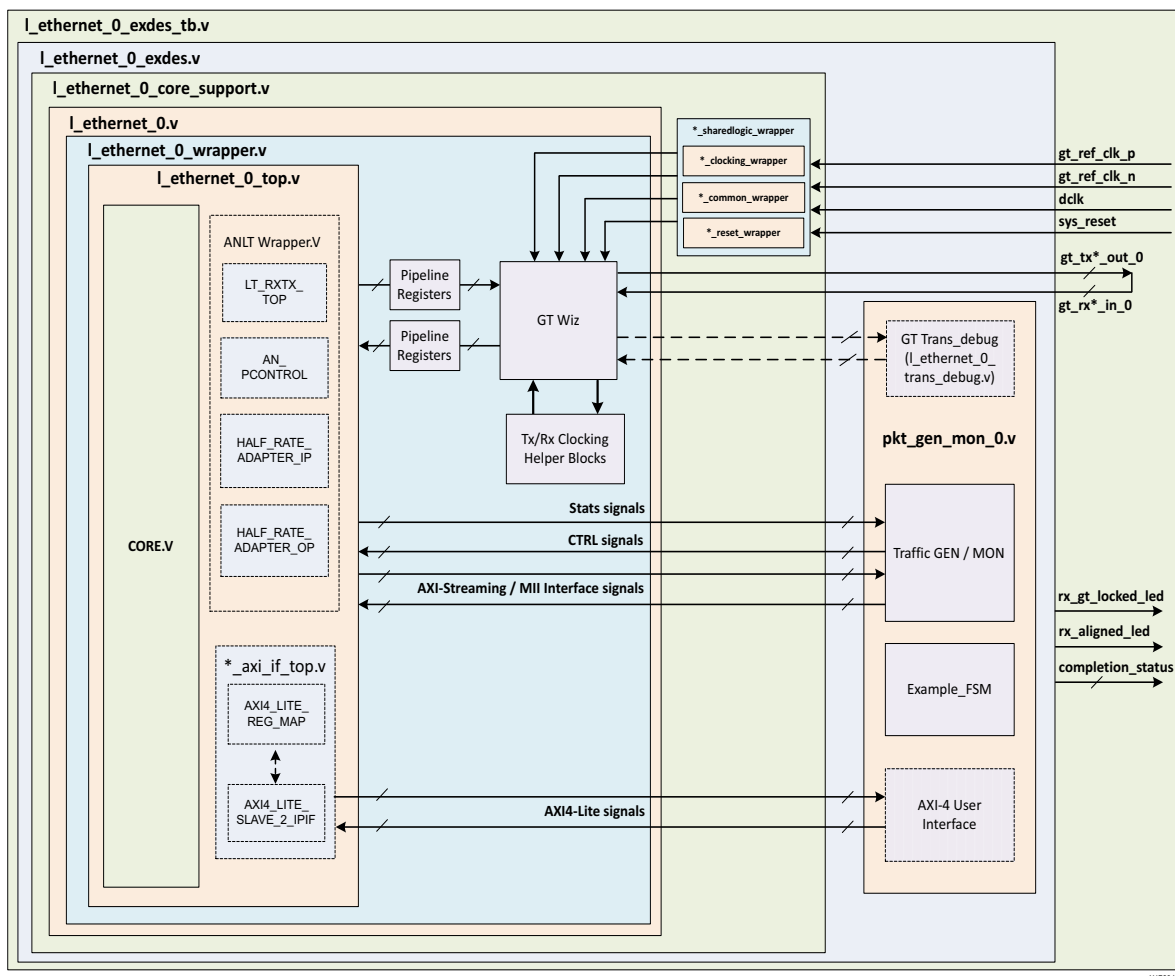 l_ethernet_0_exdes_tb.v
l_ethernet_0_exdes.v
l_ethernet_0_core_support.v
l_ethernet_0.v
l_ethernet_0_wrapper.v
l_ethernet_0_top.v
CORE.V
ANLT Wrapper.V
LT_RXTX_
TOP
AN_
PCONTROL
HALF_RATE_
ADAPTER_IP
HALF_RATE_
ADAPTER_OP
*_axi_if_top.v
AXI4_LITE_
REG_MAP
AXI4_LITE_
SLAVE_2_IPIF
Pipeline
Registers
Pipeline
Registers
GT Wiz
Tx/Rx Clocking
Helper Blocks
*_sharedlogic_wrapper
*_clocking_wrapper
*_common_wrapper
*_reset_wrapper
gt_ref_clk_p
gt_ref_clk_n
dclk
sys_reset
gt_tx*_out_0
gt_rx*_in_0
GT Trans_debug
(l_ethernet_0_
trans_debug.v)
pkt_gen_mon_0.v
Stats signals
CTRL signals
AXI-Streaming / MII Interface signals
Traffic GEN / MON
Example_FSM
AXI4-Lite signals
AXI-4 User
Interface
rx_gt_locked_led
rx_aligned_led
completion_status